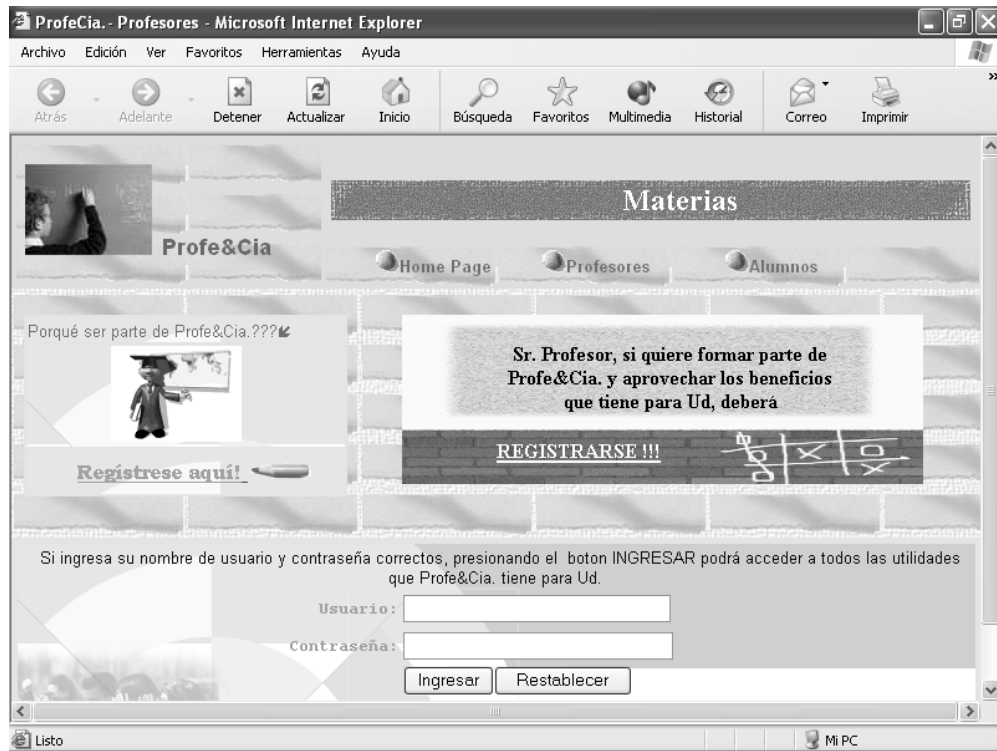 ProfeCia.- Profesores - Microsoft Internet Explorer
Archivo Edición Ver Favoritos Herramientas Ayuda
Atrás Adelante Detener Actualizar Inicio Búsqueda Favoritos Multimedia Historial Correo Imprimir
Materias
Profe&Cia
Home Page Profesores Alumnos
Porqué ser parte de Profe&Cia.???
Regístrese aquí!
Sr. Profesor, si quiere formar parte de
Profe&Cia. y aprovechar los beneficios
que tiene para Ud, deberá
REGISTRARSE !!!
Si ingresa su nombre de usuario y contraseña correctos, presionando el boton INGRESAR podrá acceder a todos las utilidades
que Profe&Cia. tiene para Ud.
Usuario:
Contraseña:
Ingresar Restablecer
Listo Mi PC